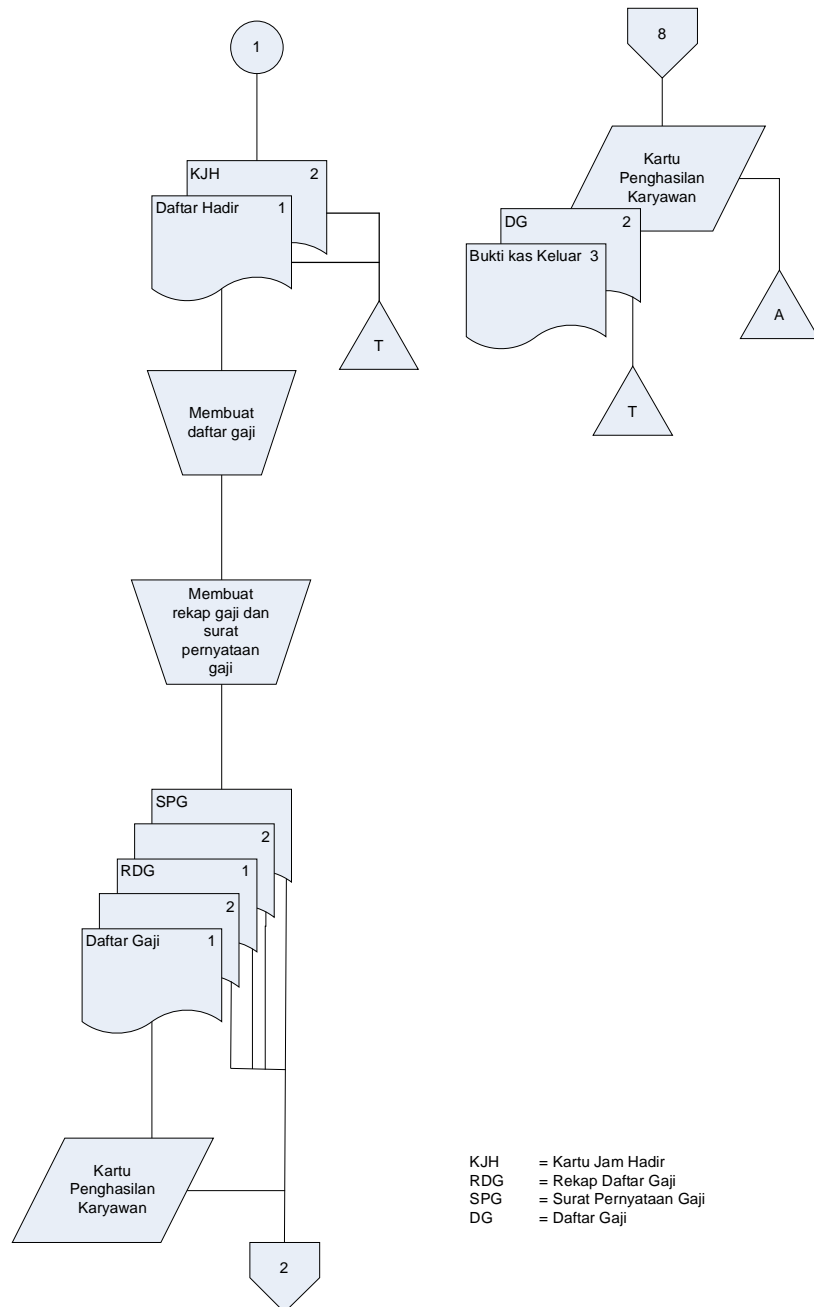 1
KJH 2
Daftar Hadir 1
T
Membuat
daftar gaji
Membuat
rekap gaji dan
surat
pernyataan
gaji
SPG
2
RDG 1
2
Daftar Gaji 1
Kartu
Penghasilan
Karyawan
2
8
Kartu
Penghasilan
Karyawan
DG 2
Bukti kas Keluar 3
A
T
KJH = Kartu Jam Hadir
RDG = Rekap Daftar Gaji
SPG = Surat Pernyataan Gaji
DG = Daftar Gaji